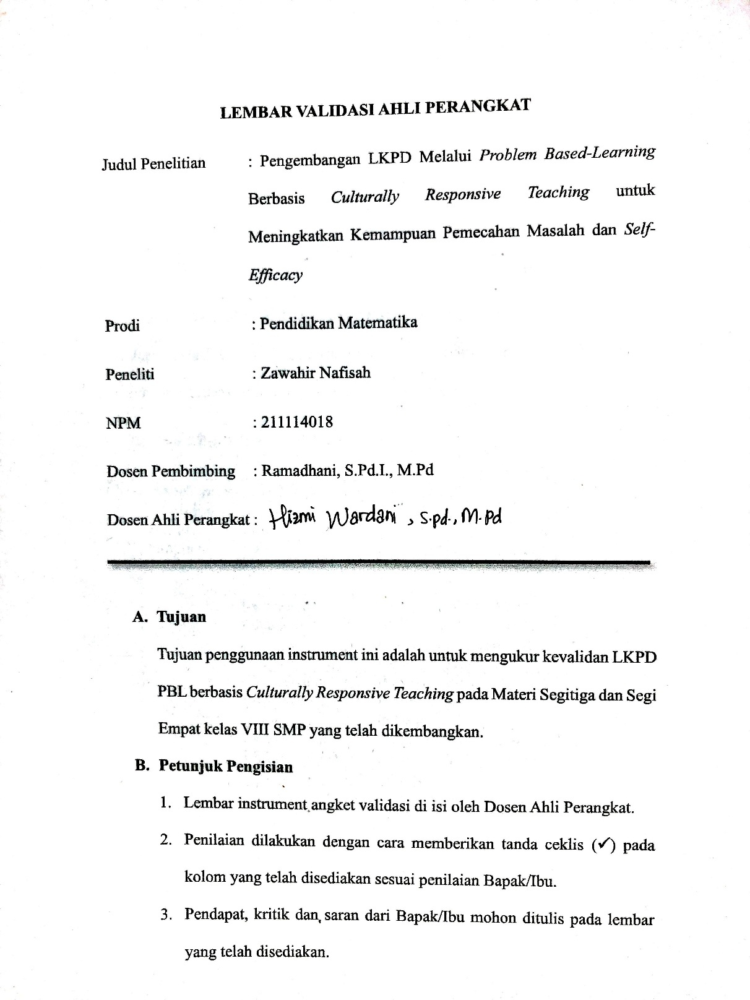 LEMBAR VALIDASI AHLI PERANGKAT
Judul Penelitian : Pengembangan LKPD Melalui Problem Based-Learning
Berbasis Culturally Responsive Teaching untuk
Meningkatkan Kemampuan Pemecahan Masalah dan Self-
Efficacy
Prodi : Pendidikan Matematika
Peneliti : Zawahir Nafisah
NPM : 211114018
Dosen Pembimbing : Ramadhani, S.Pd.I., M.Pd
Dosen Ahli Perangkat : Hizmi Wardani, S.pd., M.Pd
A. Tujuan
Tujuan penggunaan instrument ini adalah untuk mengukur kevalidan LKPD
PBL berbasis Culturally Responsive Teaching pada Materi Segitiga dan Segi
Empat kelas VIII SMP yang telah dikembangkan.
B. Petunjuk Pengisian
1. Lembar instrument angket validasi di isi oleh Dosen Ahli Perangkat.
2. Penilaian dilakukan dengan cara memberikan tanda ceklis (✓) pada
kolom yang telah disediakan sesuai penilaian Bapak/Ibu.
3. Pendapat, kritik dan saran dari Bapak/Ibu mohon ditulis pada lembar
yang telah disediakan.